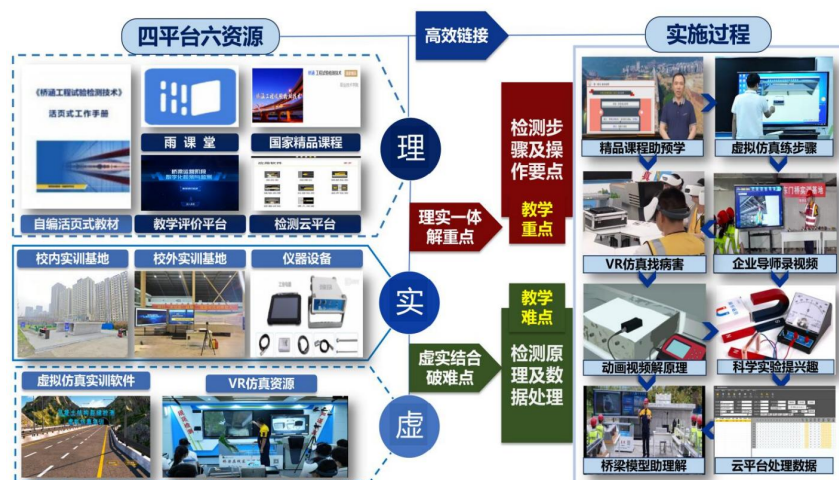 四平台六资源
高效链接
实施过程
《桥涵工程试验检测技术》
活页式工作手册
雨课堂
国家精品课程
自编活页式教材
教学评价平台
检测云平台
理
校内实训基地
校外实训基地
仪器设备
实
虚拟仿真实训软件
VR仿真资源
虚
理实一体
解重点
检测步
骤及操
作要点
教学
重点
虚实结合
破难点
教学
难点
检测原
理及数
据处理
精品课程助预学
虚拟仿真练步骤
VR仿真找病害
企业导师录视频
动画视频解原理
科学实验提兴趣
桥梁模型助理解
云平台处理数据